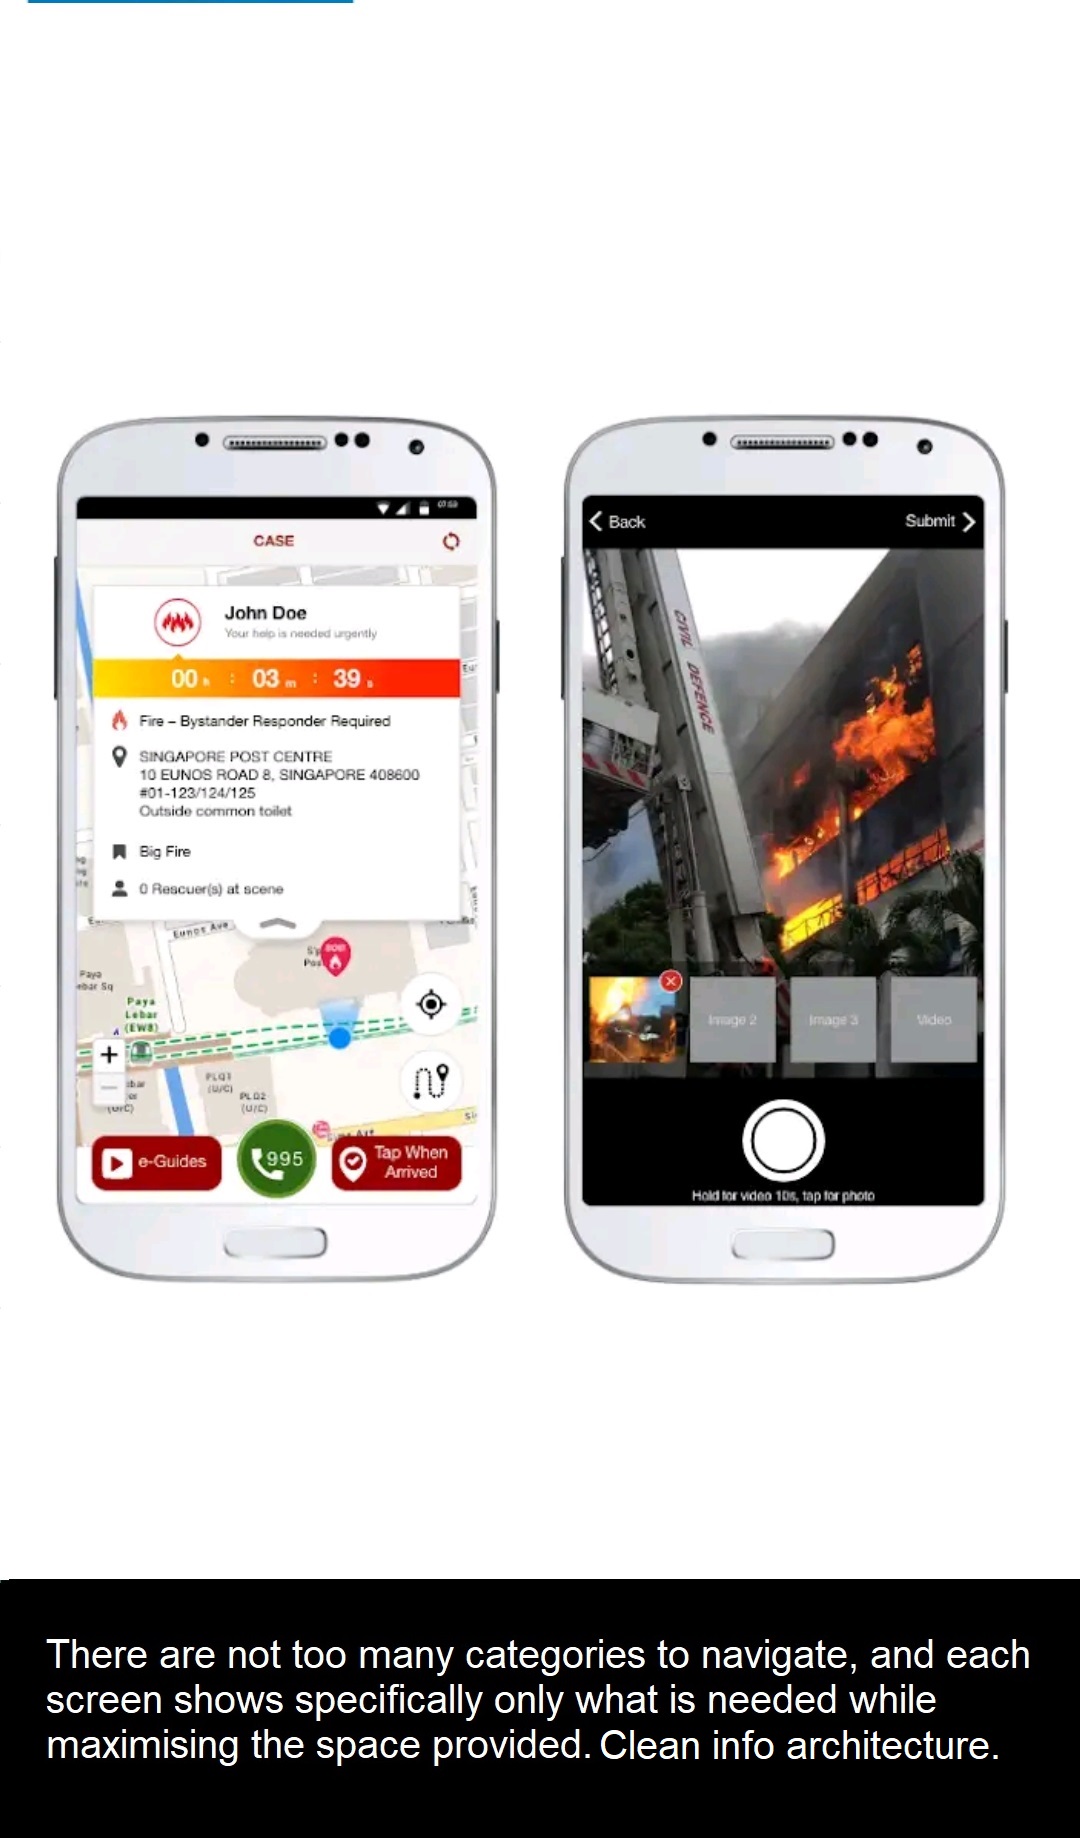 07:59
CASE
John Doe
Your help is needed urgently
00 h : 03 m : 39 s
Fire – Bystander Responder Required
SINGAPORE POST CENTRE
10 EUNOS ROAD 8, SINGAPORE 408600
#01-123/124/125
Outside common toilet
Big Fire
0 Rescuer(s) at scene
Eunos Ave
Paya
Paya
Lebar
(EW8)
+
PLQ1
(U/C)
PLQ2
(U/C)
e-Guides
995
Tap When
Arrived
Back
Submit
CIVIL DEFENCE
Image 2
Image 3
Video
Hold for video 10s, tap for photo
There are not too many categories to navigate, and each
screen shows specifically only what is needed while
maximising the space provided. Clean info architecture.